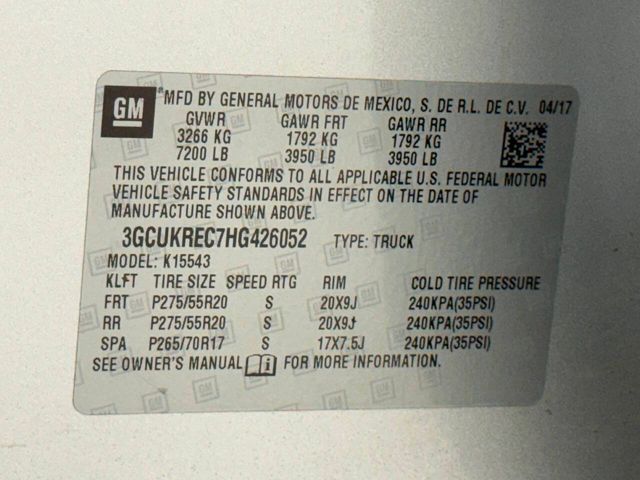 GM
MFD BY GENERAL MOTORS DE MEXICO, S. DE R.L. DE C.V. 04/17
GVWR GAWR FRT GAWR RR
3266 KG 1792 KG 1792 KG
7200 LB 3950 LB 3950 LB
THIS VEHICLE CONFORMS TO ALL APPLICABLE U.S. FEDERAL MOTOR
VEHICLE SAFETY STANDARDS IN EFFECT ON THE DATE OF
MANUFACTURE SHOWN ABOVE.
3GCUKREC7HG426052 TYPE: TRUCK
MODEL: K15543
KLFT TIRE SIZE SPEED RTG RIM COLD TIRE PRESSURE
FRT P275/55R20 S 20X9J 240KPA(35PSI)
RR P275/55R20 S 20X9J 240KPA(35PSI)
SPA P265/70R17 S 17X7.5J 240KPA(35PSI)
SEE OWNER'S MANUAL FOR MORE INFORMATION.